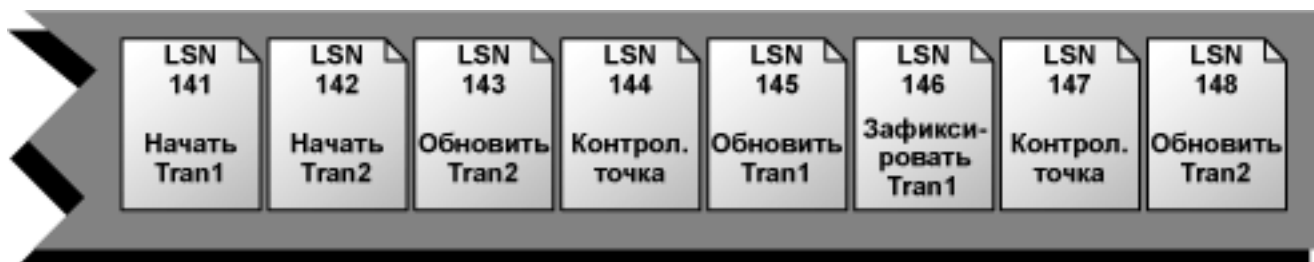 LSN
141
Начать
Tran1
LSN
142
Начать
Tran2
LSN
143
Обновить
Tran2
LSN
144
Контрол.
точка
LSN
145
Обновить
Tran1
LSN
146
Зафикси-
ровать
Tran1
LSN
147
Контрол.
точка
LSN
148
Обновить
Tran2